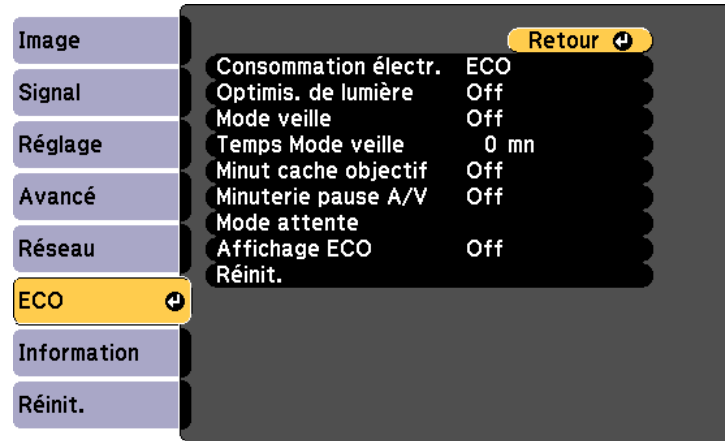 Image
Signal
Réglage
Avancé
Réseau
ECO
Information
Réinit.
Retour
Consommation électr. ECO
Optimis. de lumière Off
Mode veille Off
Temps Mode veille 0 mn
Minut cache objectif Off
Minuterie pause A/V Off
Mode attente
Affichage ECO Off
Réinit.